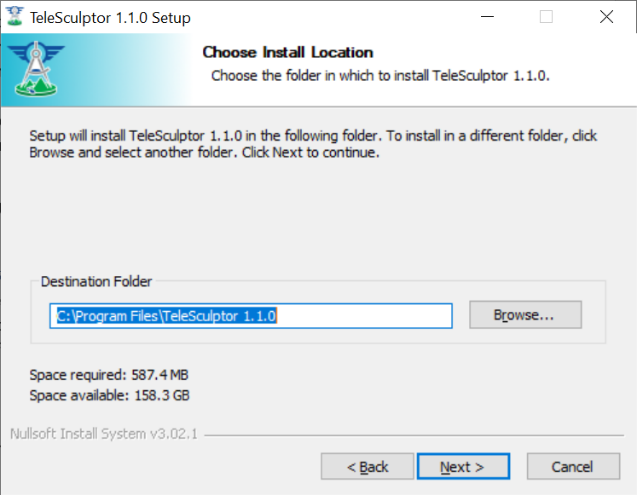 TeleSculptor 1.1.0 Setup
Choose Install Location
Choose the folder in which to install TeleSculptor 1.1.0.
Setup will install TeleSculptor 1.1.0 in the following folder. To install in a different folder, click
Browse and select another folder. Click Next to continue.
Destination Folder
C:\Program Files\TeleSculptor 1.1.0
Browse...
Space required: 587.4 MB
Space available: 158.3 GB
Nullsoft Install System v3.02.1
< Back
Next >
Cancel